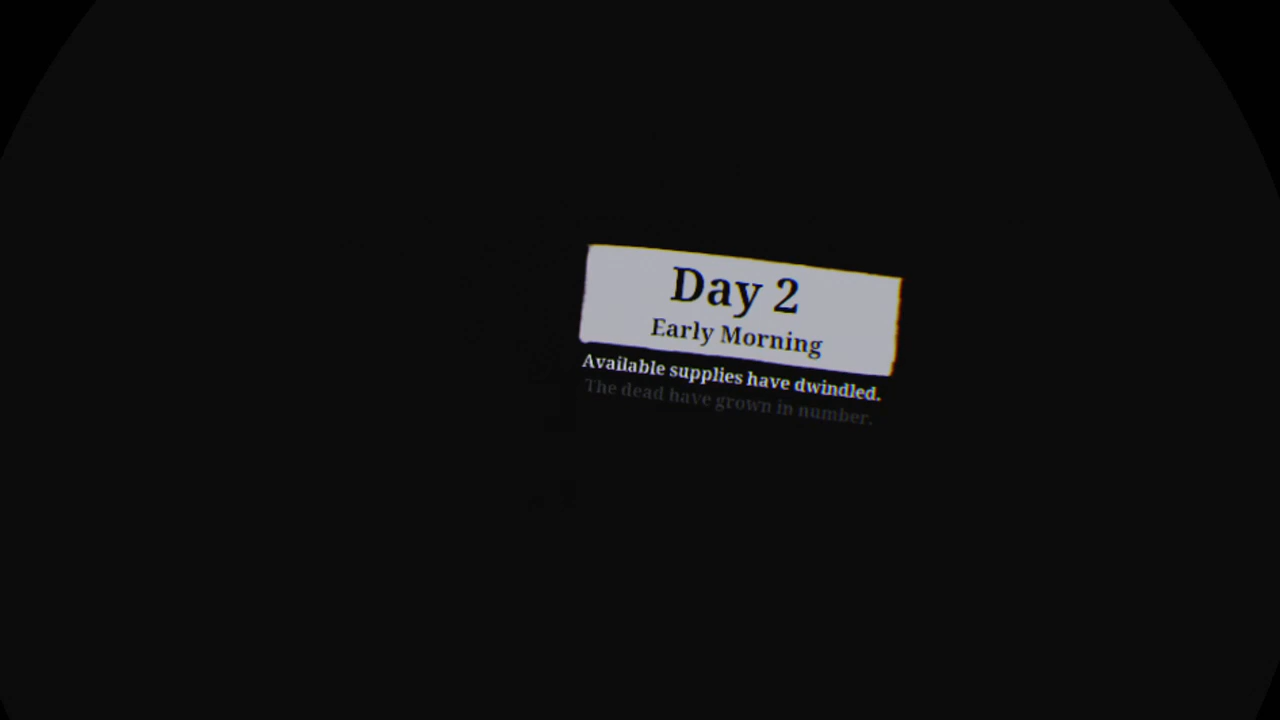 Day 2
Early Morning
Available supplies have dwindled.
The dead have grown in number.